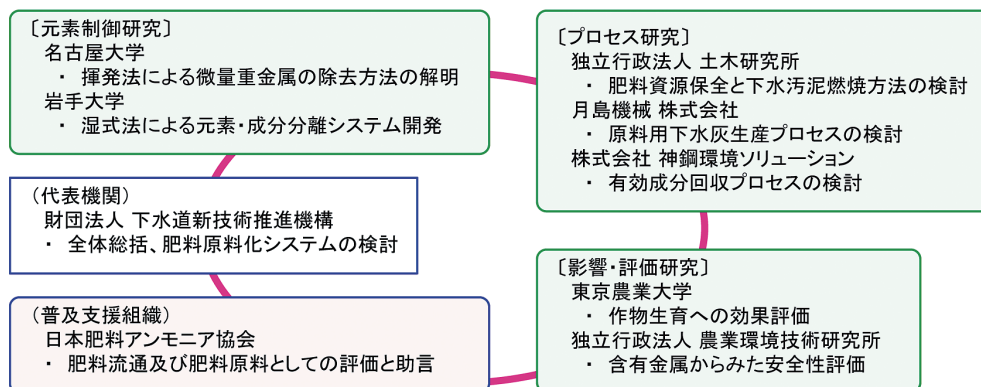 〔元素制御研究〕
名古屋大学
・ 揮発法による微量重金属の除去方法の解明
岩手大学
・ 湿式法による元素・成分分離システム開発
（代表機関）
財団法人 下水道新技術推進機構
・ 全体総括、肥料原料化システムの検討
（普及支援組織）
日本肥料アンモニア協会
・ 肥料流通及び肥料原料としての評価と助言
〔プロセス研究〕
独立行政法人 土木研究所
・ 肥料資源保全と下水汚泥燃焼方法の検討
月島機械 株式会社
・ 原料用下水灰生産プロセスの検討
株式会社 神鋼環境ソリューション
・ 有効成分回収プロセスの検討
〔影響・評価研究〕
東京農業大学
・ 作物生育への効果評価
独立行政法人 農業環境技術研究所
・ 含有金属からみた安全性評価